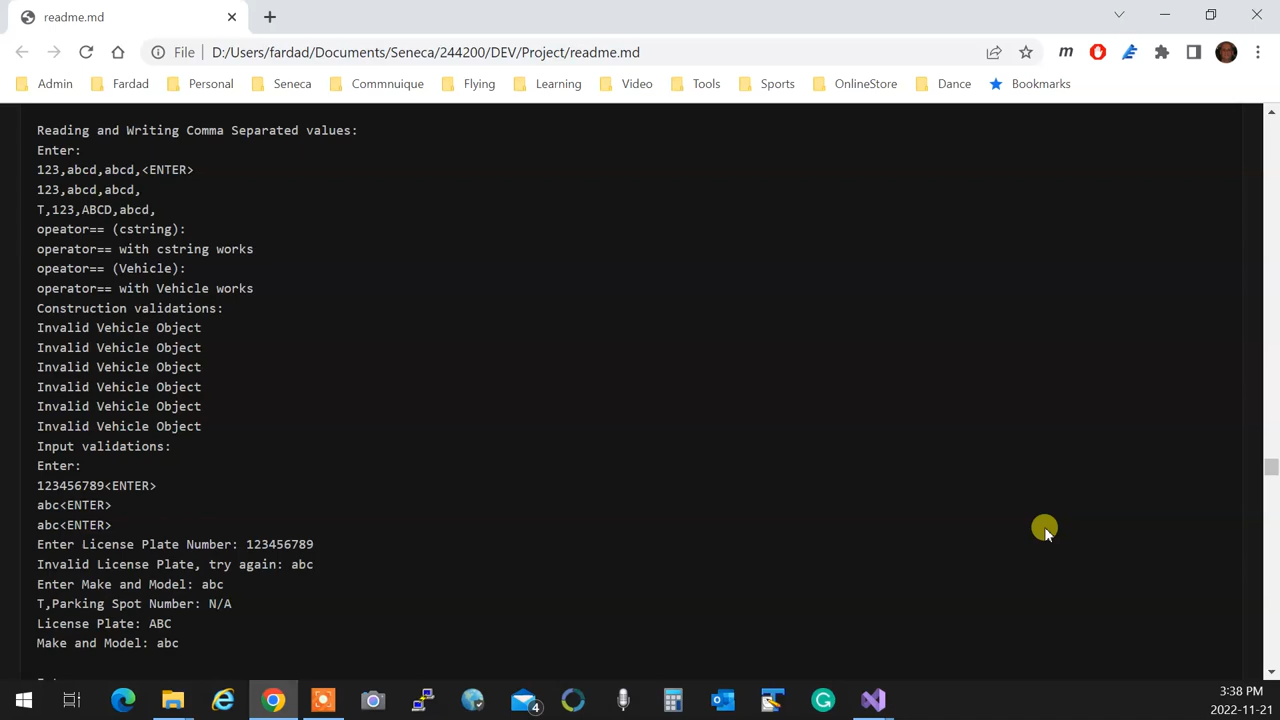 readme.md
File D:/Users/fardad/Documents/Seneca/244200/DEV/Project/readme.md
Admin Fardad Personal Seneca Commnuique Flying Learning Video Tools Sports OnlineStore Dance Bookmarks
Reading and Writing Comma Separated values:
Enter:
123,abcd,abcd,<ENTER>
123,abcd,abcd,
T,123,ABCD,abcd,
opeator== (cstring):
operator== with cstring works
opeator== (Vehicle):
operator== with Vehicle works
Construction validations:
Invalid Vehicle Object
Invalid Vehicle Object
Invalid Vehicle Object
Invalid Vehicle Object
Invalid Vehicle Object
Invalid Vehicle Object
Input validations:
Enter:
123456789<ENTER>
abc<ENTER>
abc<ENTER>
Enter License Plate Number: 123456789
Invalid License Plate, try again: abc
Enter Make and Model: abc
T,Parking Spot Number: N/A
License Plate: ABC
Make and Model: abc
4
3:38 PM
2022-11-21